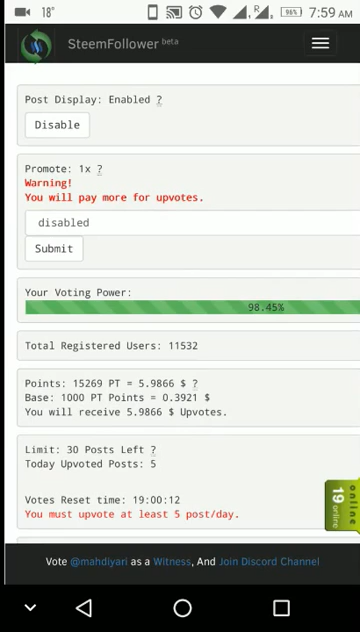 18° R 96% 7:59 AM
SteemFollower beta
Post Display: Enabled ?
Disable
Promote: 1x ?
Warning!
You will pay more for upvotes.
disabled
Submit
Your Voting Power:
98.45%
Total Registered Users: 11532
Points: 15269 PT = 5.9866 $ ?
Base: 1000 PT Points = 0.3921 $
You will receive 5.9866 $ Upvotes.
Limit: 30 Posts Left ?
Today Upvoted Posts: 5
Votes Reset time: 19:00:12
You must upvote at least 5 post/day.
online
19 online
Vote @mahdiyari as a Witness, And Join Discord Channel